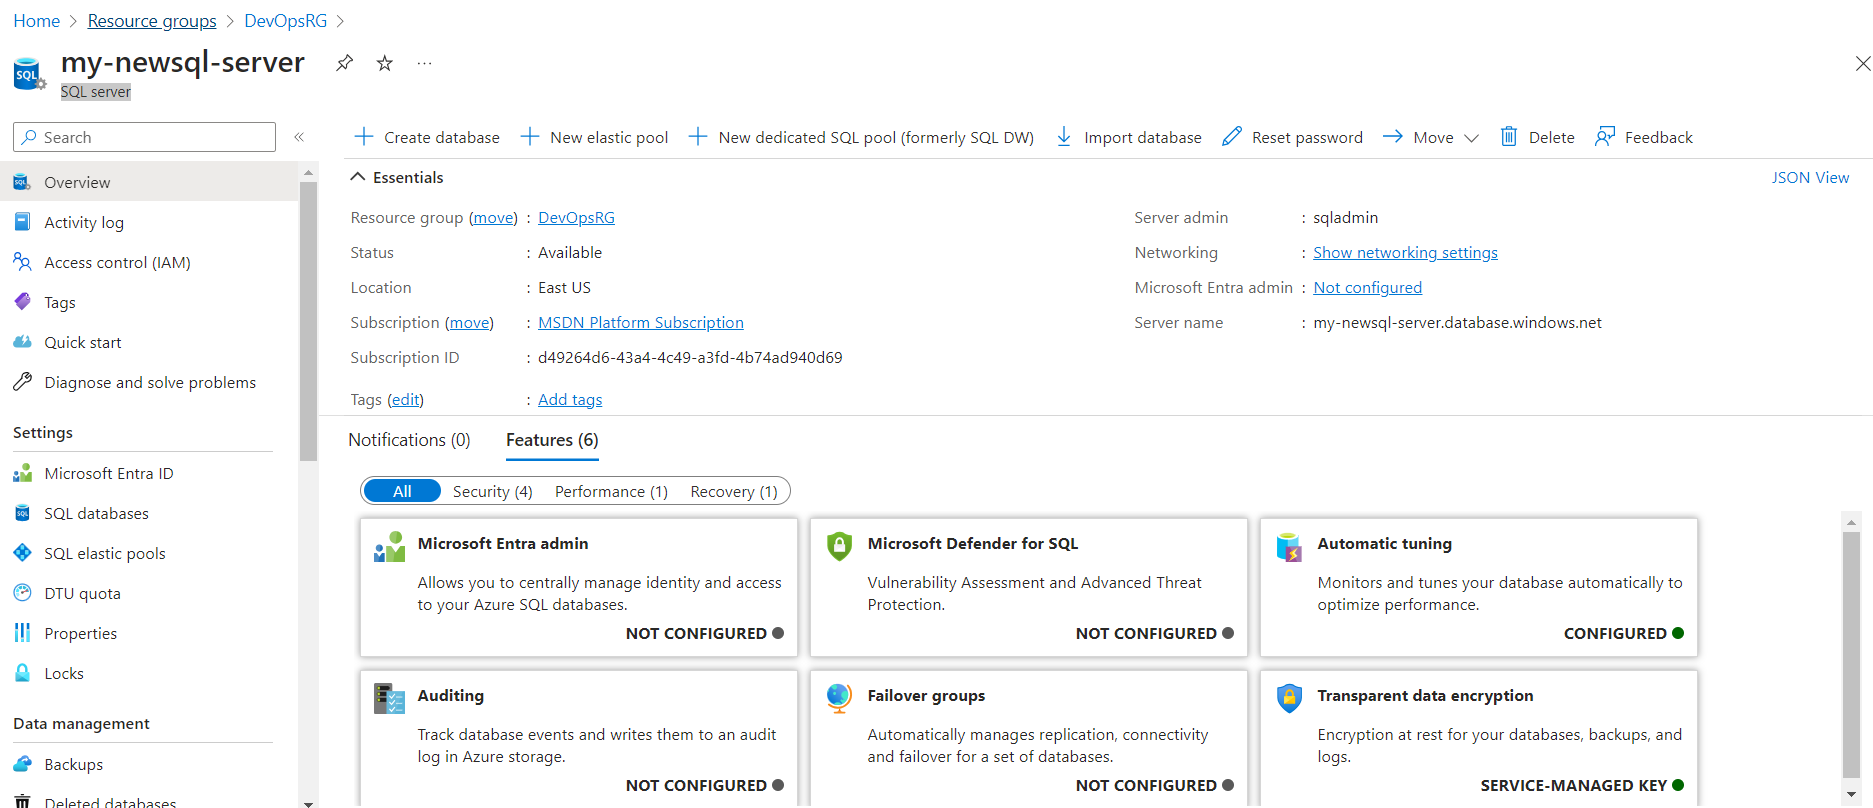 Home > Resource groups > DevOpsRG >
my-newsql-server
SQL
SQL server
Search
«
Create database
New elastic pool
New dedicated SQL pool (formerly SQL DW)
Import database
Reset password
Move
Delete
Feedback
Overview
Activity log
Access control (IAM)
Tags
Quick start
Diagnose and solve problems
Settings
Microsoft Entra ID
SQL databases
SQL elastic pools
DTU quota
Properties
Locks
Data management
Backups
Deleted databases
Essentials
JSON View
Resource group (move) : DevOpsRG
Status : Available
Location : East US
Subscription (move) : MSDN Platform Subscription
Subscription ID : d49264d6-43a4-4c49-a3fd-4b74ad940d69
Tags (edit) : Add tags
Server admin : sqladmin
Networking : Show networking settings
Microsoft Entra admin : Not configured
Server name : my-newsql-server.database.windows.net
Notifications (0)
Features (6)
All
Security (4)
Performance (1)
Recovery (1)
Microsoft Entra admin
Allows you to centrally manage identity and access
to your Azure SQL databases.
NOT CONFIGURED
Microsoft Defender for SQL
Vulnerability Assessment and Advanced Threat
Protection.
NOT CONFIGURED
Automatic tuning
Monitors and tunes your database automatically to
optimize performance.
CONFIGURED
Auditing
Track database events and writes them to an audit
log in Azure storage.
NOT CONFIGURED
Failover groups
Automatically manages replication, connectivity
and failover for a set of databases.
NOT CONFIGURED
Transparent data encryption
Encryption at rest for your databases, backups, and
logs.
SERVICE-MANAGED KEY